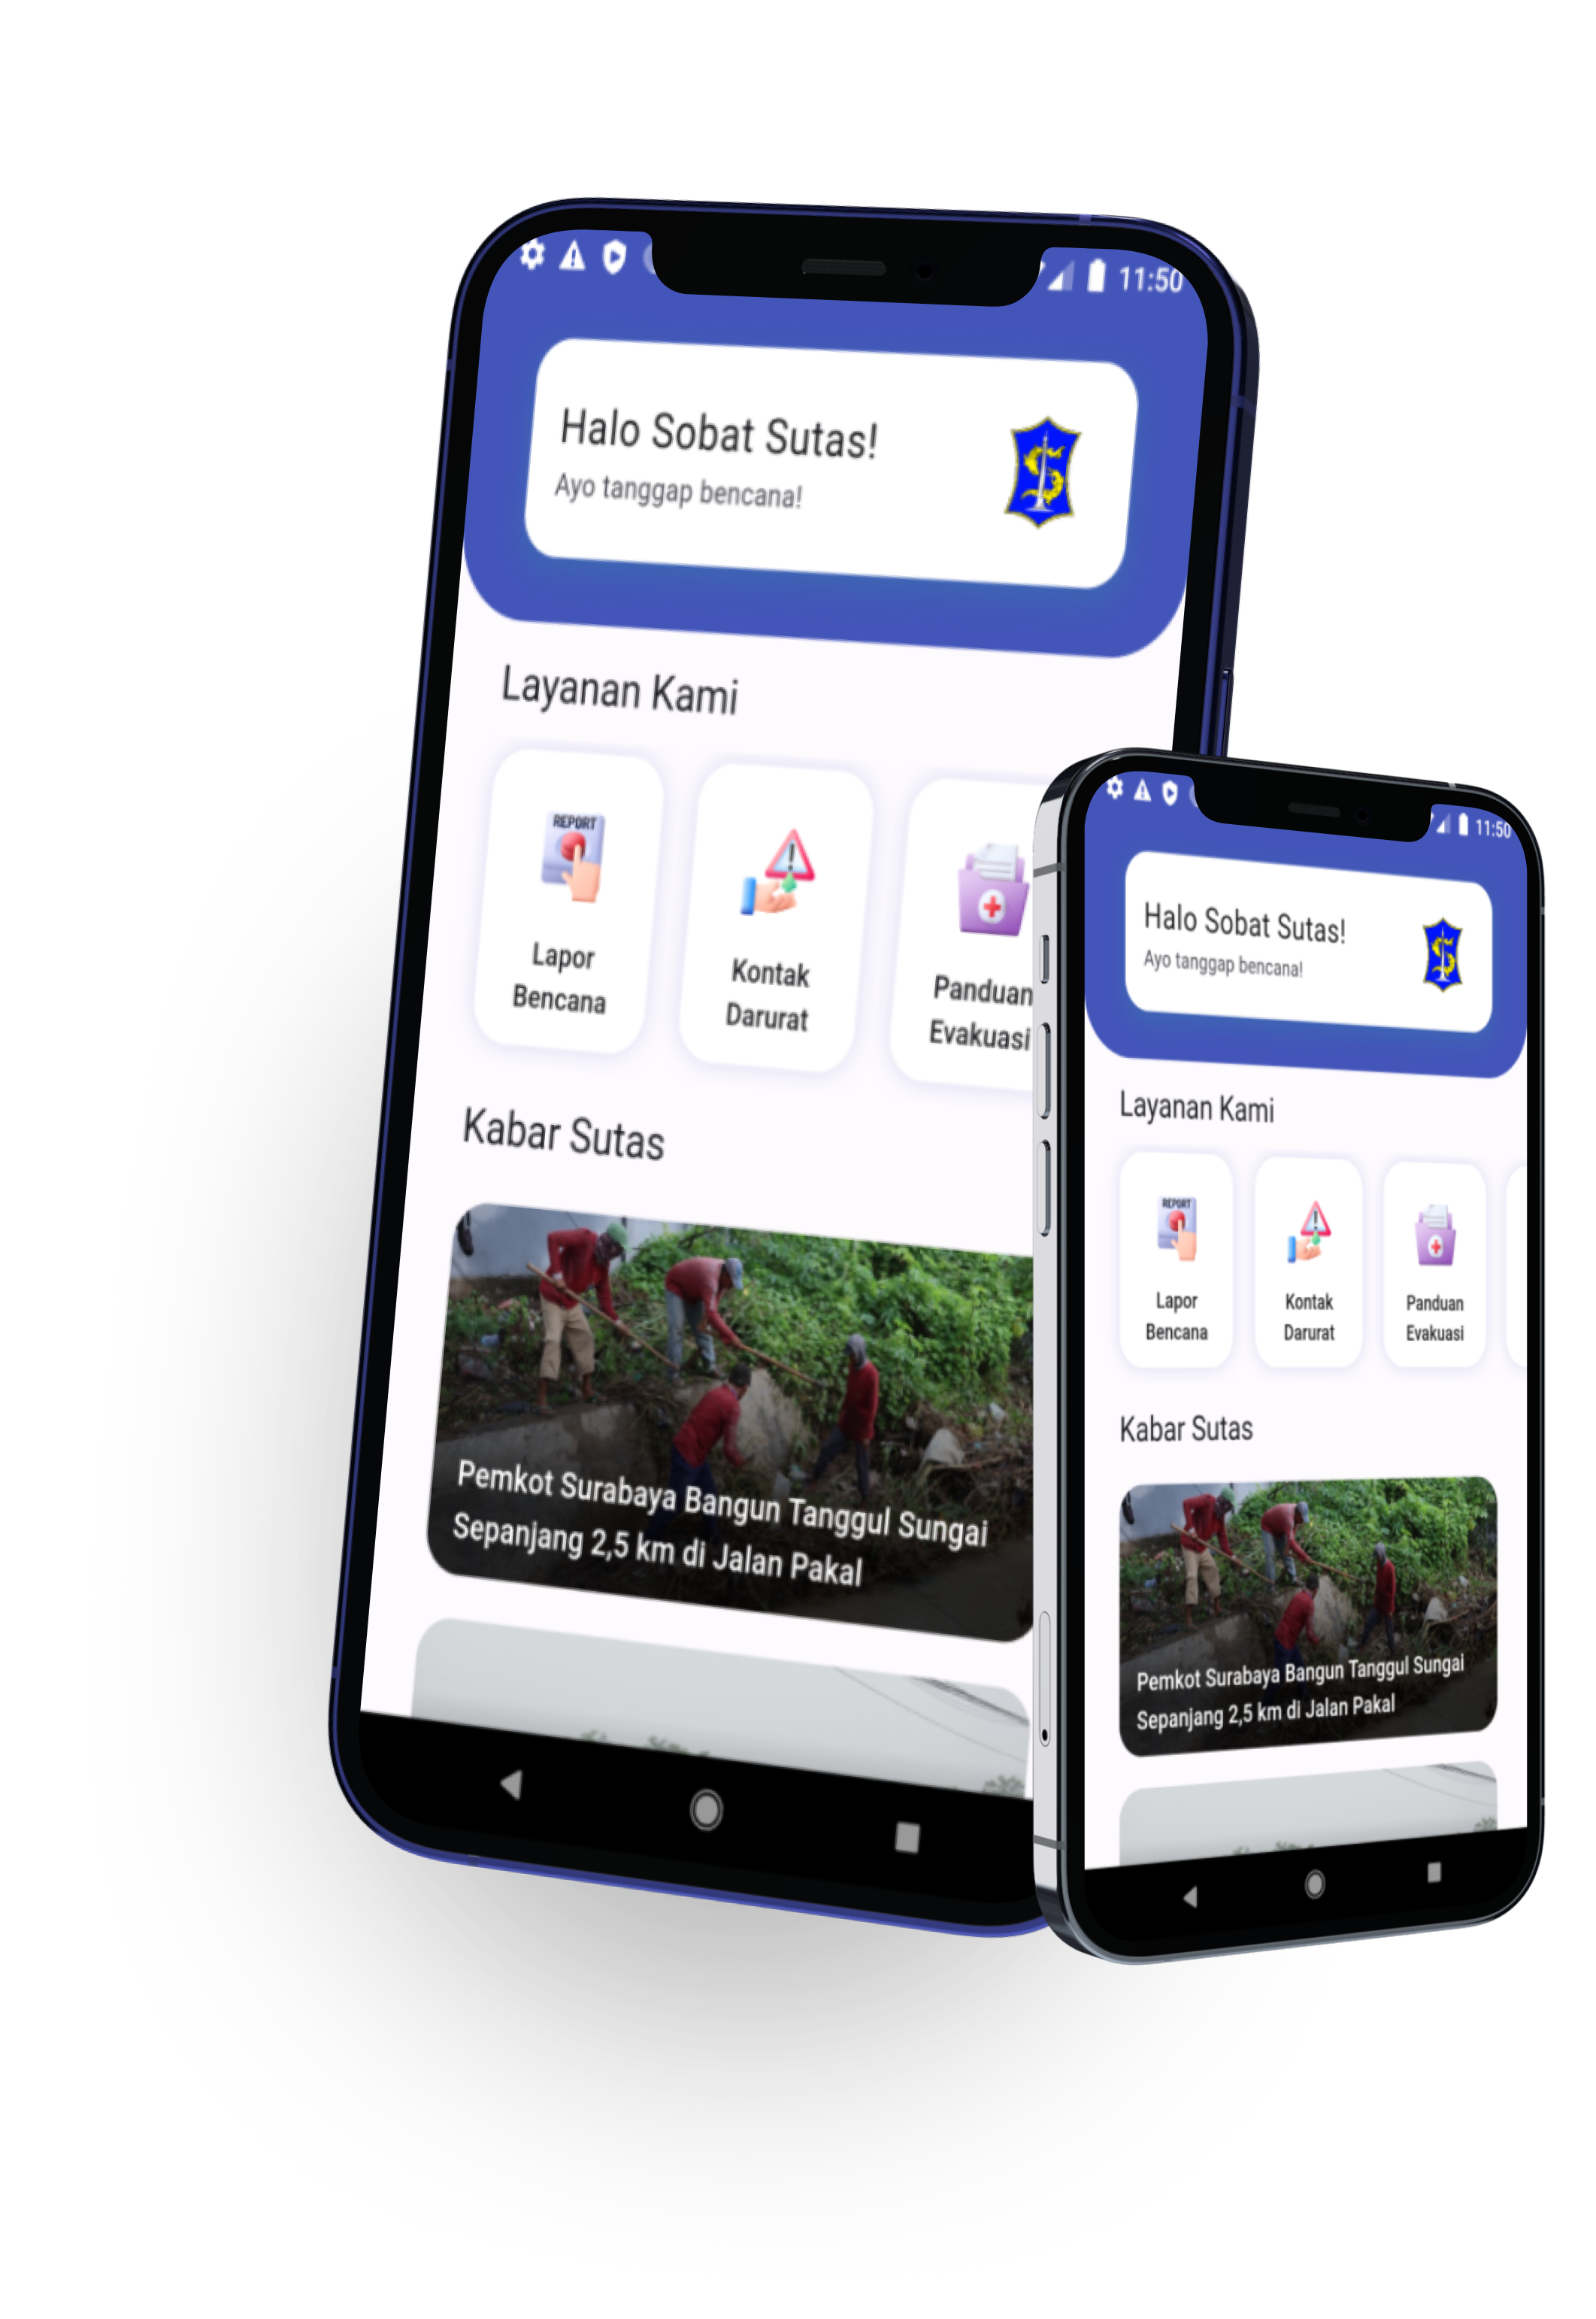 11:50
Halo Sobat Sutas!
Ayo tanggap bencana!
Layanan Kami
REPORT
Lapor
Bencana
Kontak
Darurat
Panduan
Evakuasi
Kabar Sutas
Pemkot Surabaya Bangun Tanggul Sungai
Sepanjang 2,5 km di Jalan Pakal
11:50
Halo Sobat Sutas!
Ayo tanggap bencana!
Layanan Kami
REPORT
Lapor
Bencana
Kontak
Darurat
Panduan
Evakuasi
Kabar Sutas
Pemkot Surabaya Bangun Tanggul Sungai
Sepanjang 2,5 km di Jalan Pakal